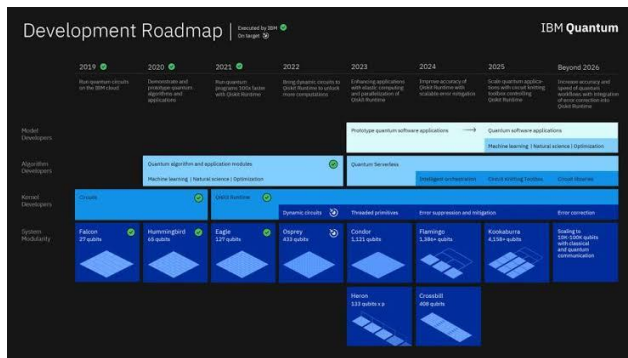 Development Roadmap
Executed by IBM
On target
IBM Quantum
2019
2020
2021
2022
2023
2024
2025
Beyond 2026
Run quantum circuits
on the IBM cloud
Demonstrate and
prototype quantum
algorithms and
applications
Run quantum
programs 100x faster
with Qiskit Runtime
Bring dynamic circuits to
Qiskit Runtime to unlock
more computations
Enhancing applications
with elastic computing
and parallelization of
Qiskit Runtime
Improve accuracy of
Qiskit Runtime with
scalable error mitigation
Scale quantum applica-
tions with circuit knitting
toolbox controlling
Qiskit Runtime
Increase accuracy and
speed of quantum
workflows with integration
of error correction into
Qiskit Runtime
Model
Developers
Prototype quantum software applications →
Quantum software applications
Machine learning | Natural science | Optimization
Algorithm
Developers
Quantum algorithm and application modules
Machine learning | Natural science | Optimization
Quantum Serverless
Intelligent orchestration
Circuit Knitting Toolbox
Circuit libraries
Kernel
Developers
Circuits
Qiskit Runtime
Dynamic circuits
Threaded primitives
Error suppression and mitigation
Error correction
System
Modularity
Falcon
27 qubits
Hummingbird
65 qubits
Eagle
127 qubits
Osprey
433 qubits
Condor
1,121 qubits
Flamingo
1,386+ qubits
Kookaburra
4,158+ qubits
Scaling to
10K-100K qubits
with classical
and quantum
communication
Heron
133 qubits x p
Crossbill
408 qubits